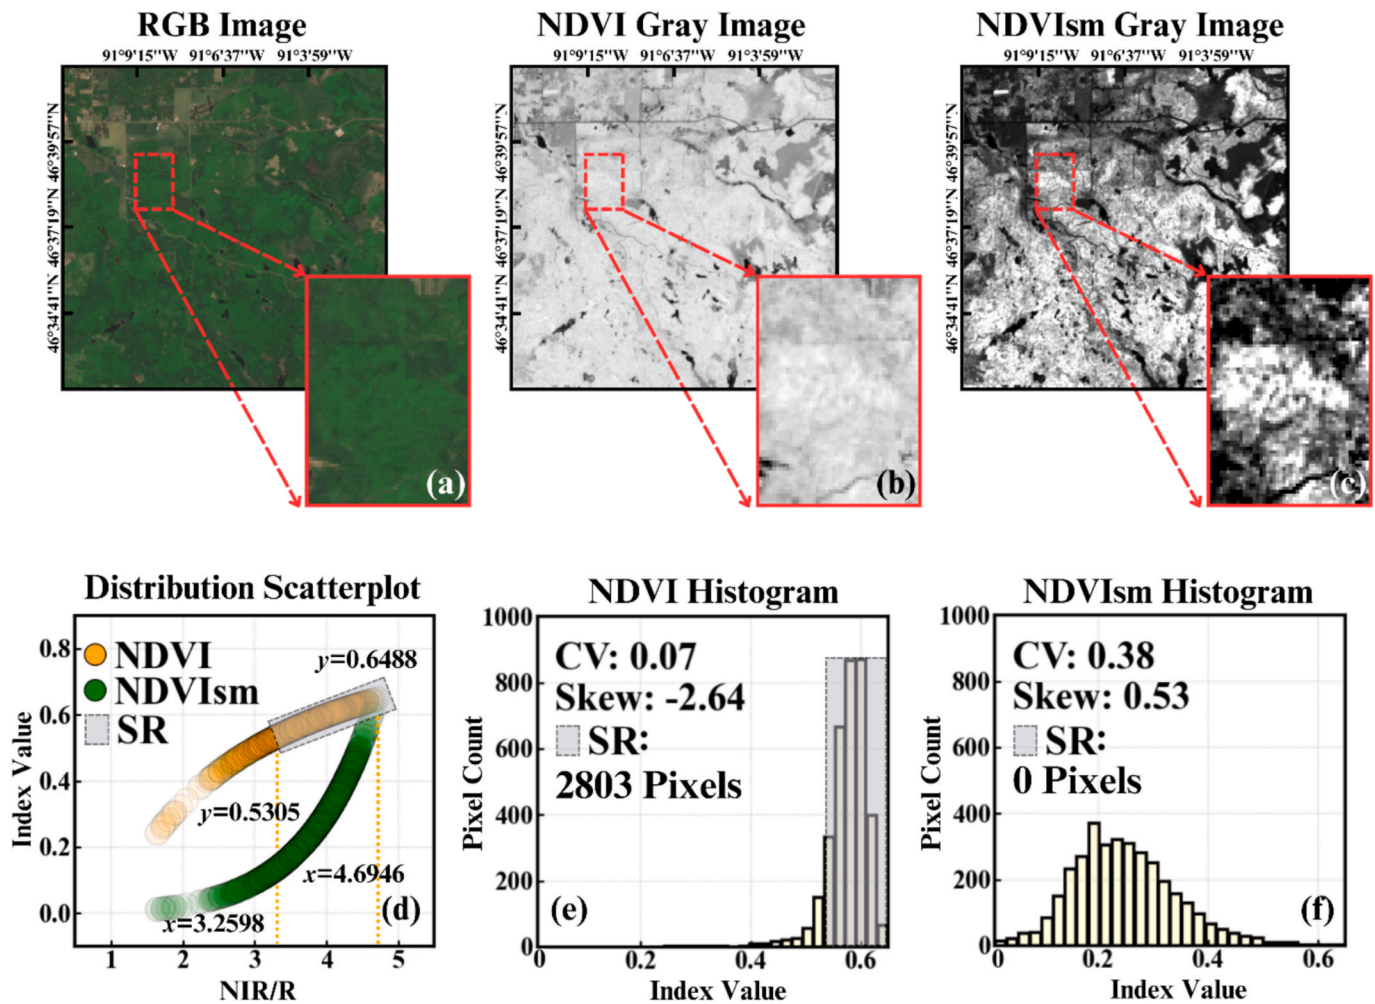 RGB Image
NDVI Gray Image
NDVIsm Gray Image
91°9'15"W 91°6'37"W 91°3'59"W
91°9'15"W 91°6'37"W 91°3'59"W
91°9'15"W 91°6'37"W 91°3'59"W
46°39'57"N
46°37'19"N
46°34'41"N
(a)
46°39'57"N
46°37'19"N
46°34'41"N
(b)
46°39'57"N
46°37'19"N
46°34'41"N
(c)
Distribution Scatterplot
Index Value
0.8
0.6
0.4
0.2
0.0
NDVI
NDVIsm
SR
y=0.6488
y=0.5305
x=4.6946
x=3.2598
(d)
1 2 3 4 5
NIR/R
NDVI Histogram
Pixel Count
1000
800
600
400
200
0
CV: 0.07
Skew: -2.64
SR:
2803 Pixels
(e)
0 0.2 0.4 0.6
Index Value
NDVIsm Histogram
Pixel Count
1000
800
600
400
200
0
CV: 0.38
Skew: 0.53
SR:
0 Pixels
(f)
0 0.2 0.4 0.6
Index Value